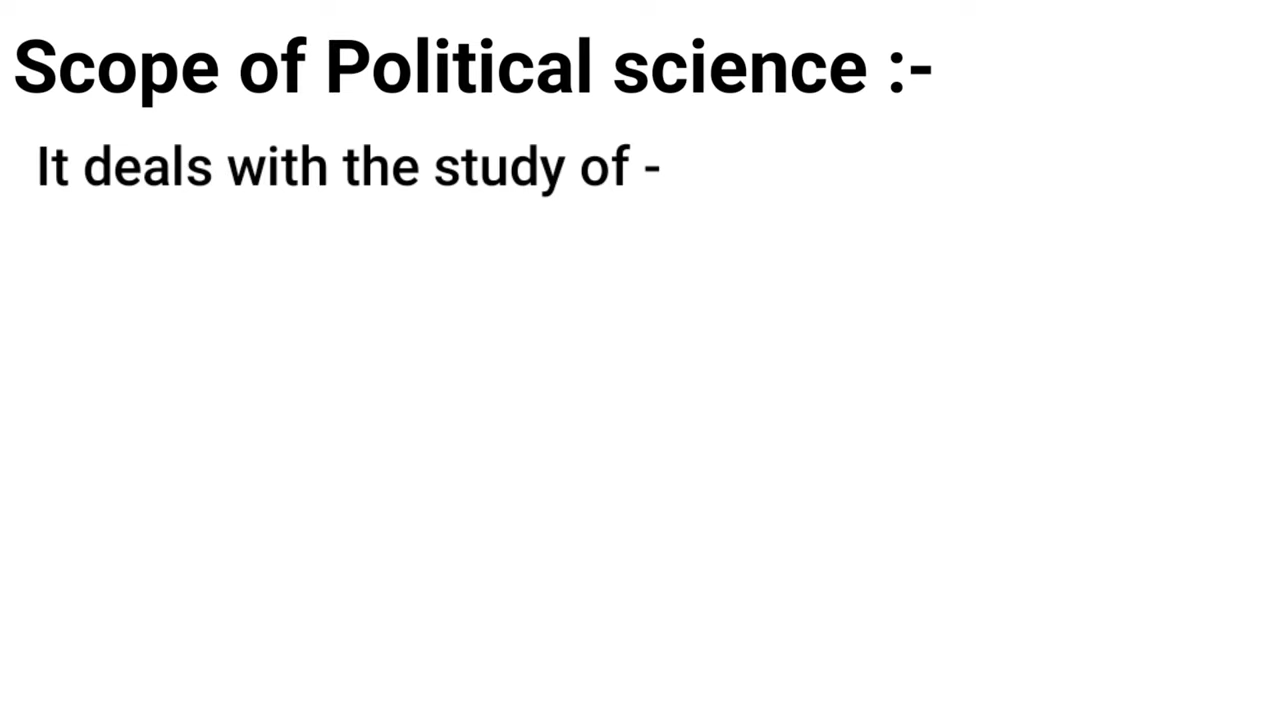 Scope of Political science :-
It deals with the study of -